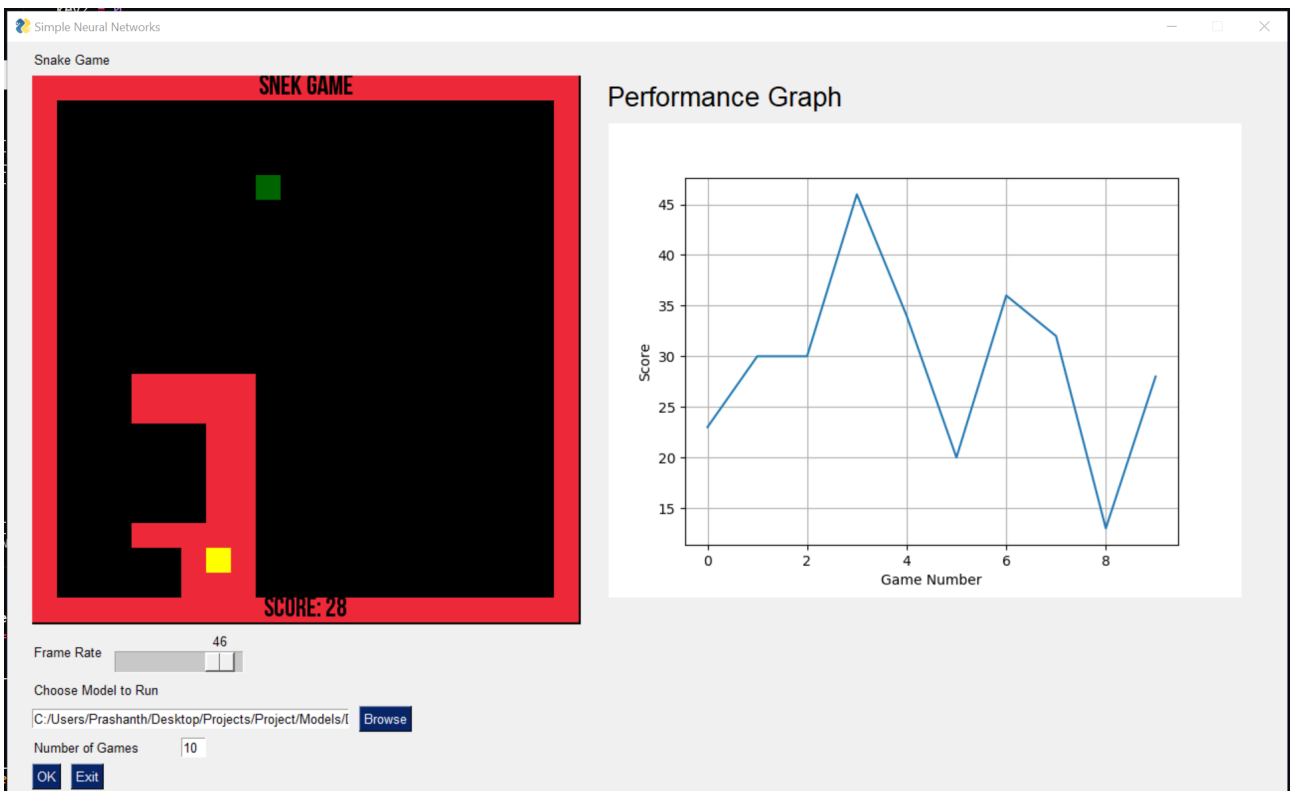 Simple Neural Networks
Snake Game
SNEK GAME
SCORE: 28
Frame Rate
46
Choose Model to Run
C:/Users/Prashanth/Desktop/Projects/Project/Models/
Browse
Number of Games
10
OK
Exit
Performance Graph
Score
45
40
35
30
25
20
15
0 2 4 6 8
Game Number